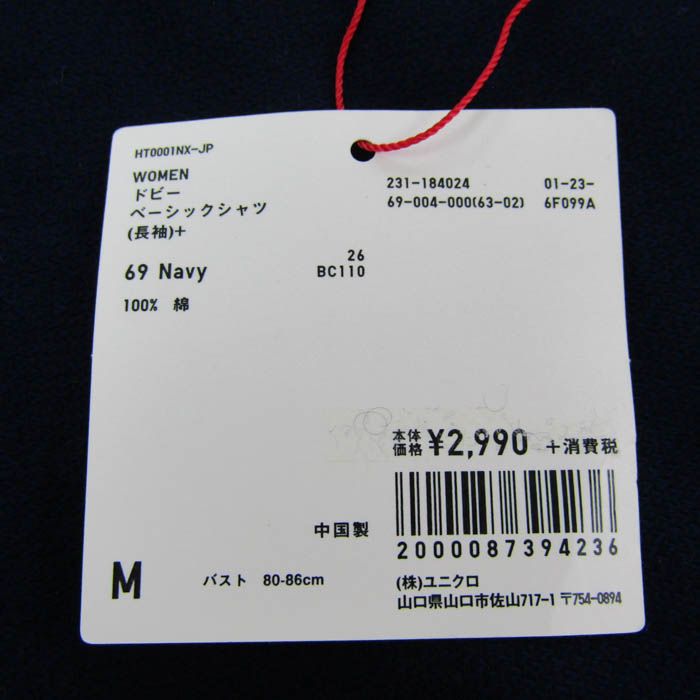 HT0001NX-JP
WOMEN
ドビー
ベーシックシャツ
(長袖)+
231-184024 01-23-
69-004-000(63-02) 6F099A
69 Navy
26
BC110
100% 綿
本体
価格 ¥2,990 +消費税
2000087394236
中国製
M バスト 80-86cm
(株)ユニクロ
山口県山口市佐山717-1 〒754-0894